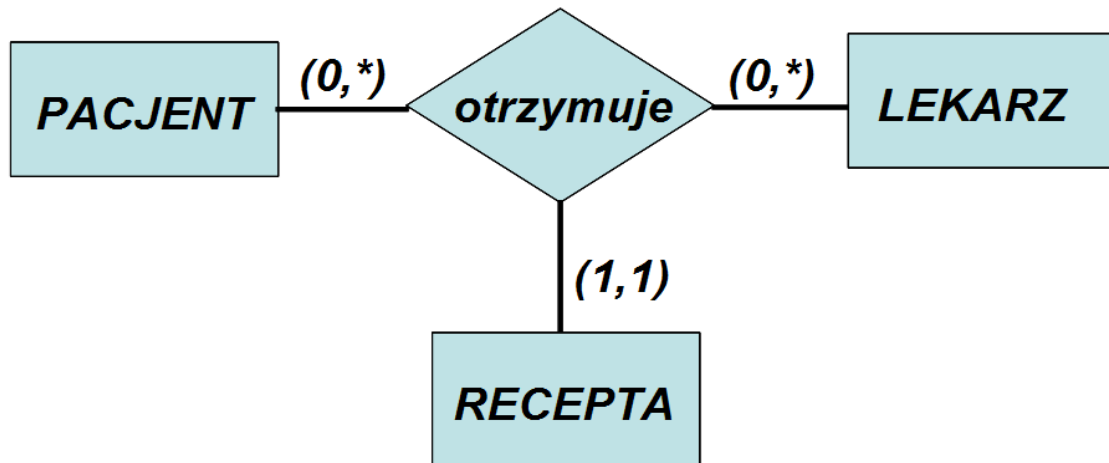 PACJENT
(0,*)
otrzymuje
(0,*)
LEKARZ
(1,1)
RECEPTA